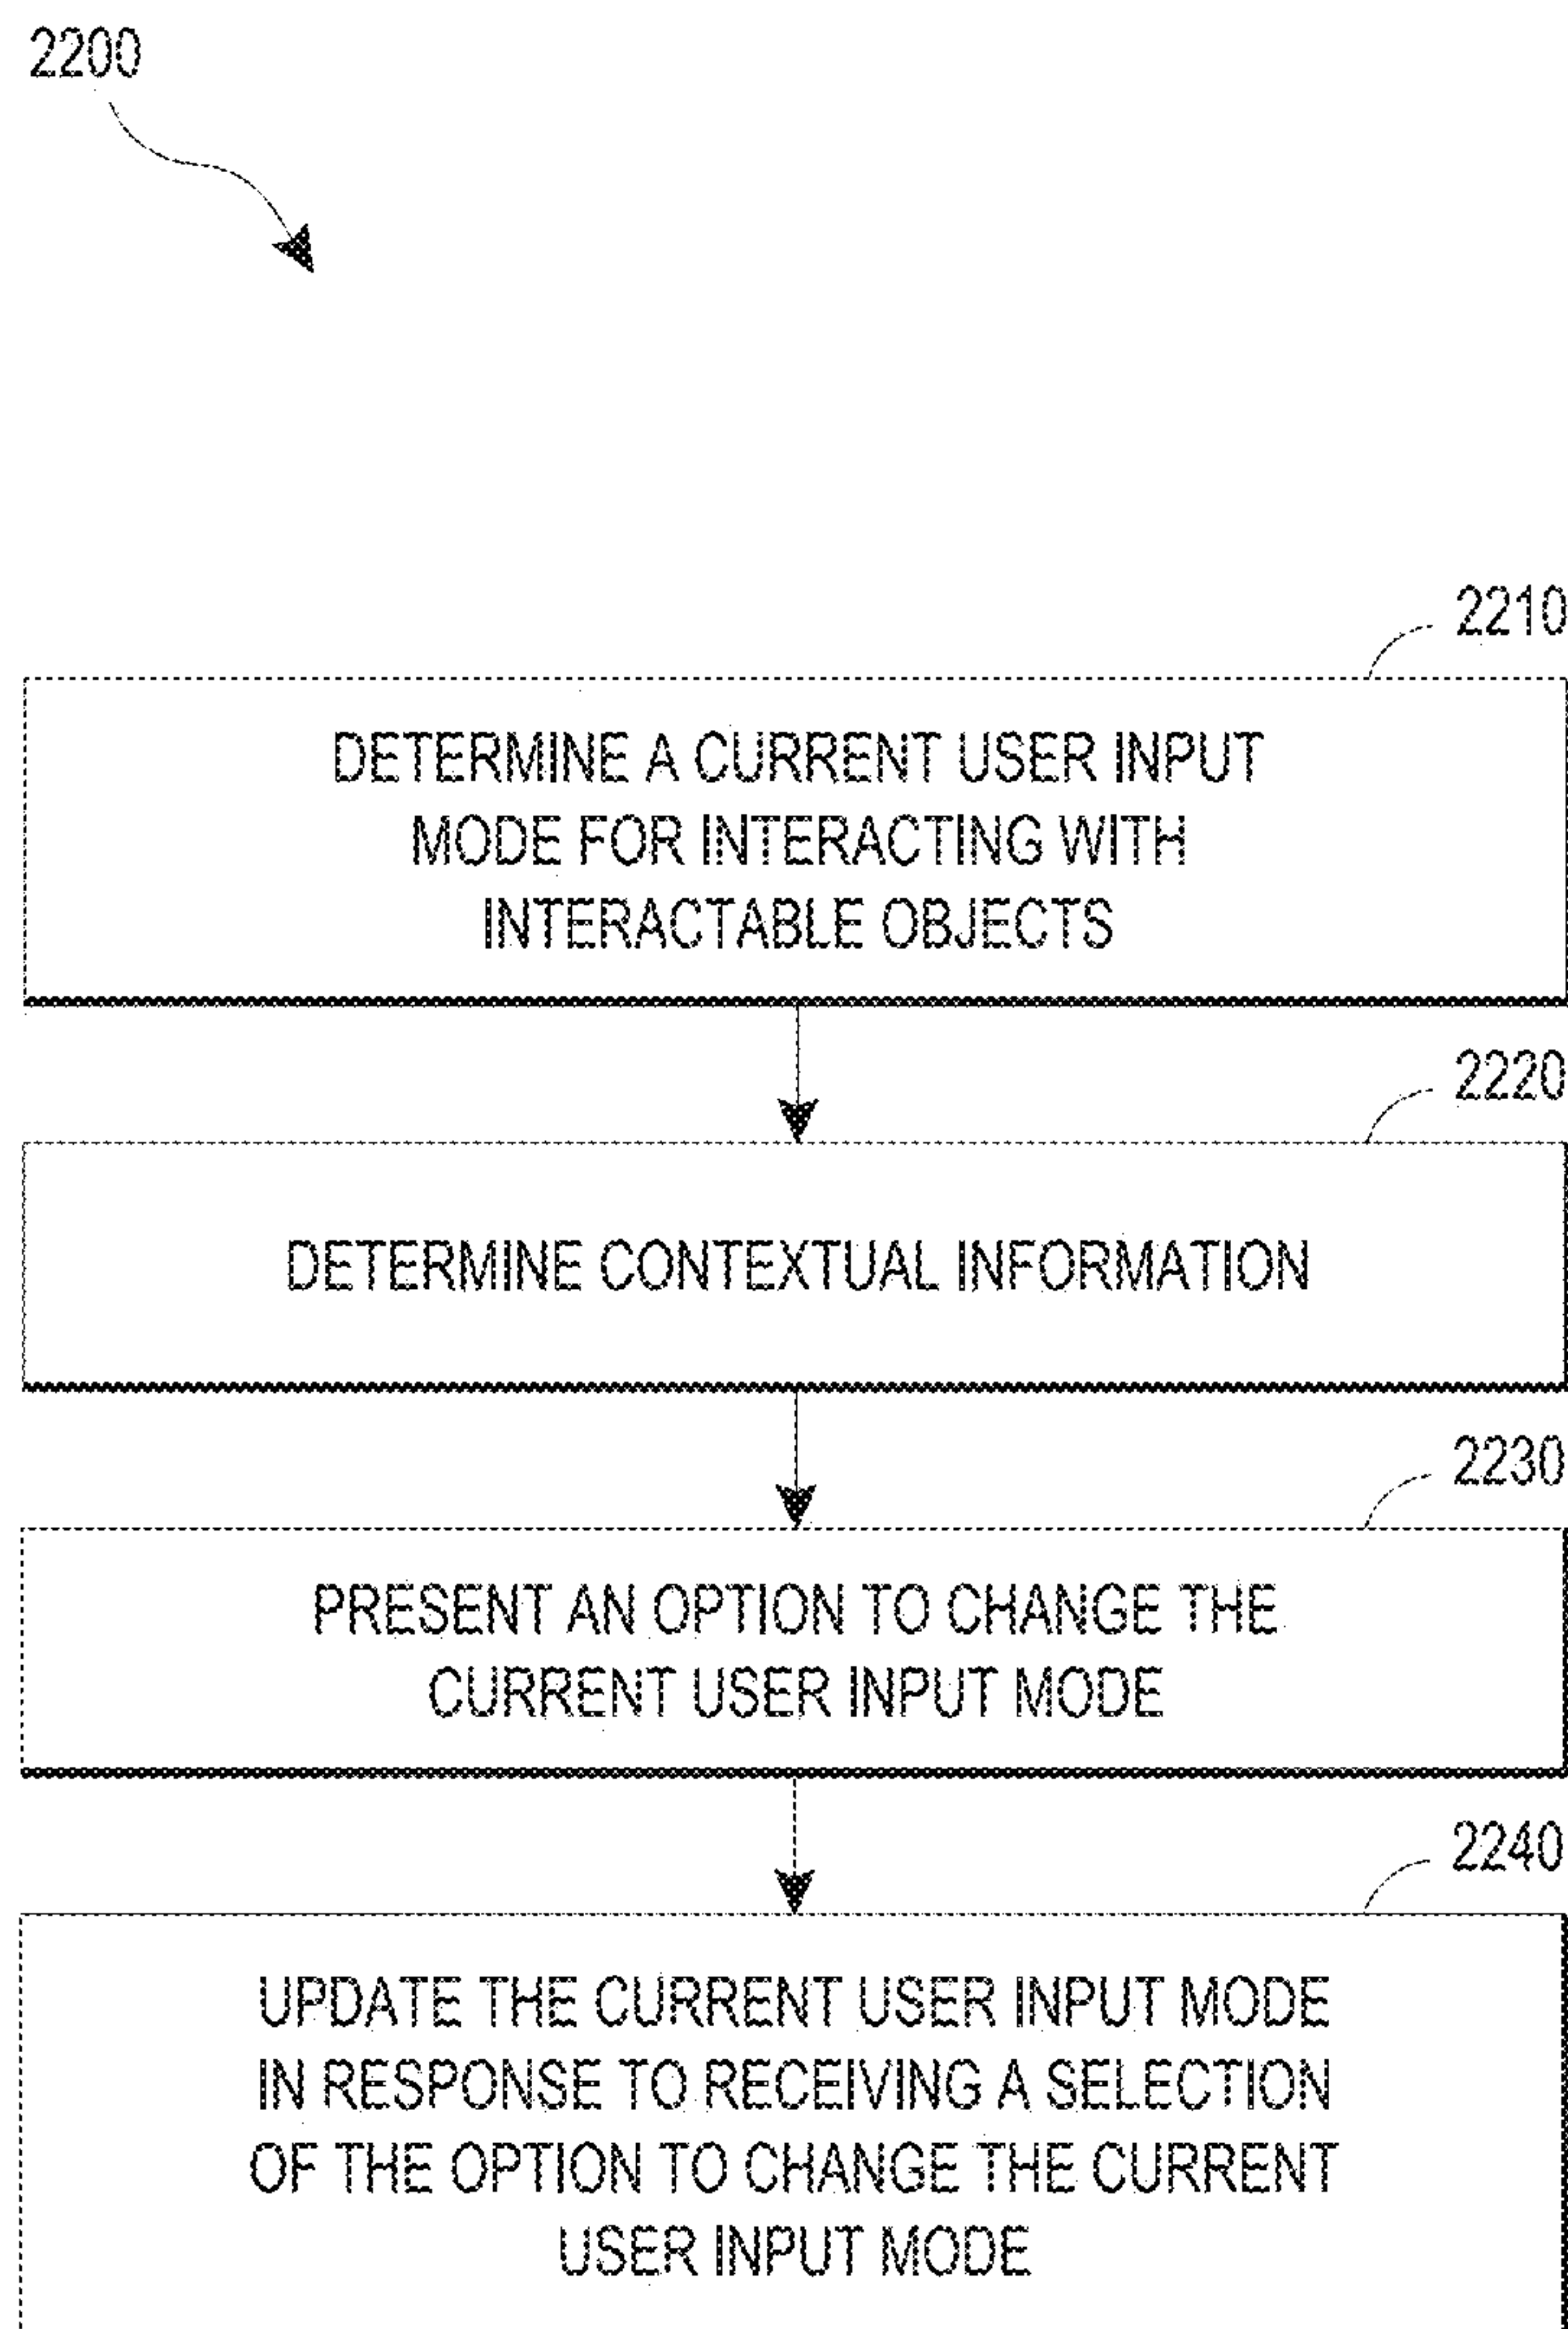 2200
2210
DETERMINE A CURRENT USER INPUT
MODE FOR INTERACTING WITH
INTERACTABLE OBJECTS
2220
DETERMINE CONTEXTUAL INFORMATION
2230
PRESENT AN OPTION TO CHANGE THE
CURRENT USER INPUT MODE
2240
UPDATE THE CURRENT USER INPUT MODE
IN RESPONSE TO RECEIVING A SELECTION
OF THE OPTION TO CHANGE THE CURRENT
USER INPUT MODE